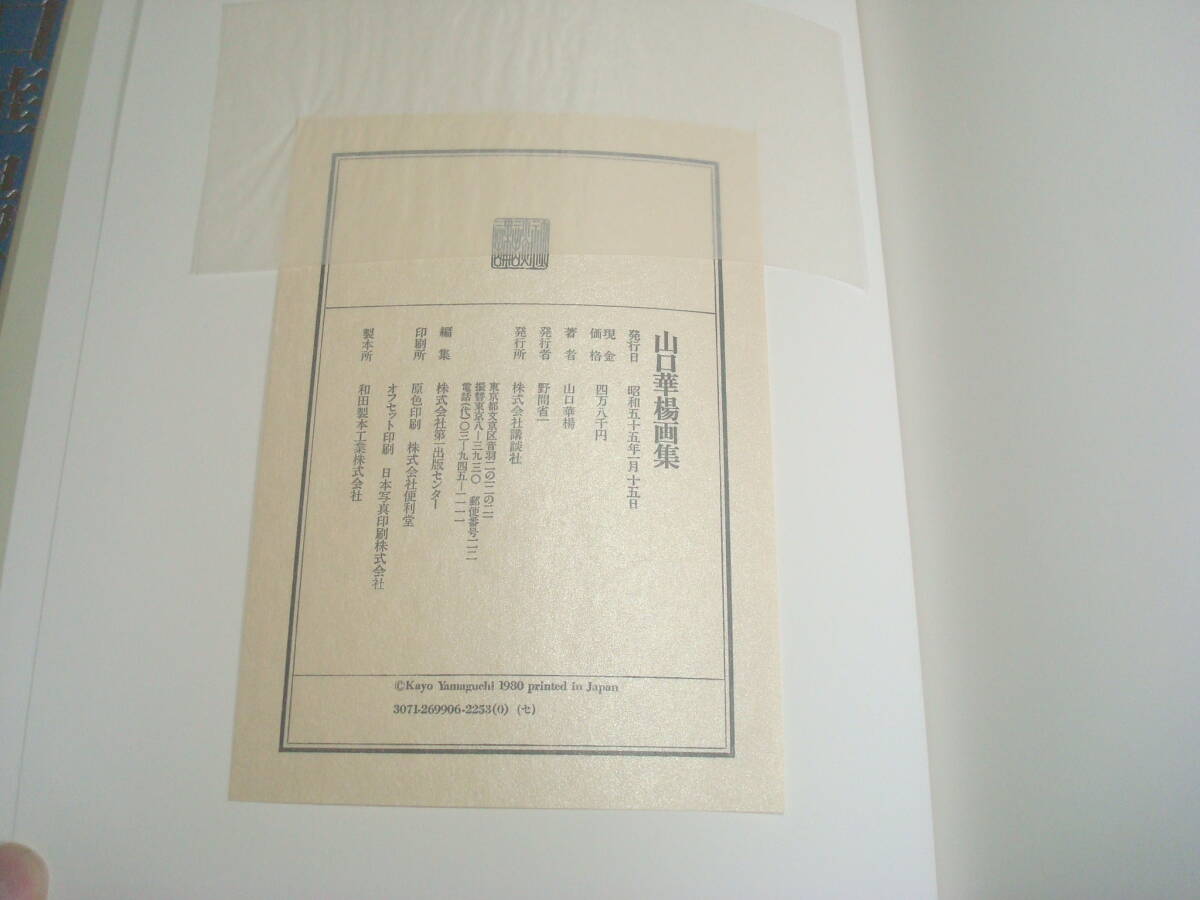 山口華楊画集
発行日 昭和五十五年一月十五日
現金
価格 四万八千円
著者 山口華楊
発行者 野間省一
発行所 株式会社講談社
東京都文京区音羽二の一二の二一
振替東京八―三九三〇 郵便番号一一二
電話(代)〇三―九四五―一一一一
編集 株式会社第一出版センター
印刷所 原色印刷 株式会社便利堂
オフセット印刷 日本写真印刷株式会社
製本所 和田製本工業株式会社
©Kayo Yamaguchi 1980 printed in Japan
3071-269906-2253(0) (七)